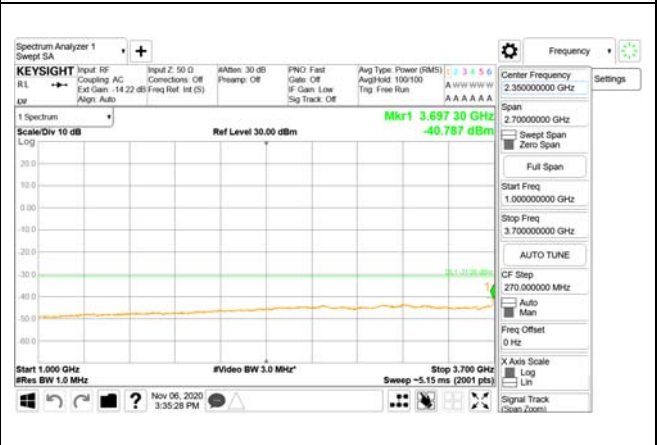 Spectrum Analyzer 1
Swept SA
Frequency
KEYSIGHT
RL
Input: RF
Coupling: AC
Ext Gain: -14.22 dB
Align: Auto
Input Z: 50 Ω
Corrections: Off
Freq Ref: Int (S)
#Atten: 30 dB
Preamp: Off
PNO: Fast
Gate: Off
IF Gain: Low
Sig Track: Off
Avg Type: Power (RMS)
Avg|Hold: 100/100
Trig: Free Run
1 2 3 4 5 6
A W W W W W
A A A A A A
1 Spectrum
Scale/Div 10 dB
Log
Ref Level 30.00 dBm
Mkr1 3.697 30 GHz
-40.787 dBm
20.0
10.0
0.00
-10.0
-20.0
-30.0
-40.0
-50.0
-60.0
1
Start 1.000 GHz
#Res BW 1.0 MHz
#Video BW 3.0 MHz*
Stop 3.700 GHz
Sweep ~5.15 ms (2001 pts)
Nov 06, 2020
3:35:28 PM
Center Frequency
2.350000000 GHz
Settings
Span
2.70000000 GHz
Swept Span
Zero Span
Full Span
Start Freq
1.000000000 GHz
Stop Freq
3.700000000 GHz
AUTO TUNE
CF Step
270.000000 MHz
Auto
Man
Freq Offset
0 Hz
X Axis Scale
Log
Lin
Signal Track
(Span Zoom)